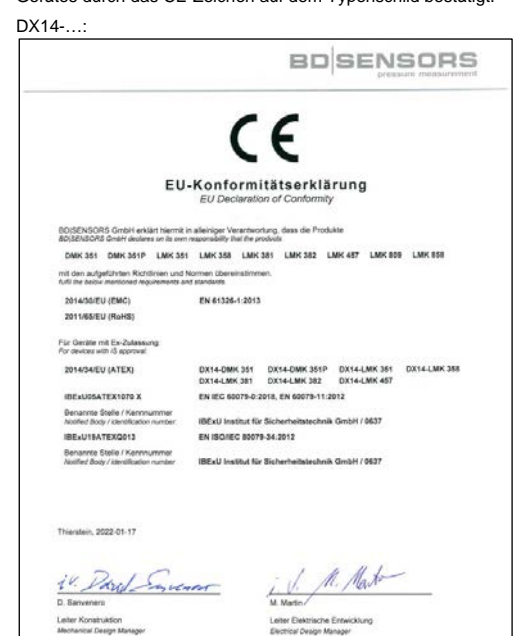 Gerätes durch das CE-Zeichen auf dem Typenschild bestätigt.
DX14-…:
BD|SENSORS
pressure measurement
CE
EU-Konformitätserklärung
EU Declaration of Conformity
BD|SENSORS GmbH erklärt hiermit in alleiniger Verantwortung, dass die Produkte
BD|SENSORS GmbH declares on its own responsibility that the products
DMK 351 DMK 351P LMK 351 LMK 358 LMK 381 LMK 382 LMK 457 LMK 809 LMK 858
mit den aufgeführten Richtlinien und Normen übereinstimmen.
fulfil the below mentioned requirements and standards
2014/30/EU (EMC) EN 61326-1:2013
2011/65/EU (RoHS)
Für Geräte mit Ex-Zulassung:
For devices with IS approval:
2014/34/EU (ATEX) DX14-DMK 351 DX14-DMK 351P DX14-LMK 351 DX14-LMK 358
DX14-LMK 381 DX14-LMK 382 DX14-LMK 457
IBExU05ATEX1070 X EN IEC 60079-0:2018, EN 60079-11:2012
Benannte Stelle / Kennnummer
Notified Body / identification number: IBExU Institut für Sicherheitstechnik GmbH / 0637
IBExU19ATEXQ013 EN ISO/IEC 80079-34:2012
Benannte Stelle / Kennnummer
Notified Body / identification number: IBExU Institut für Sicherheitstechnik GmbH / 0637
Thierstein, 2022-01-17
i.V. David Sanvenero i.V. M. Martin
D. Sanvenero M. Martin
Leiter Konstruktion Leiter Elektrische Entwicklung
Mechanical Design Manager Electrical Design Manager